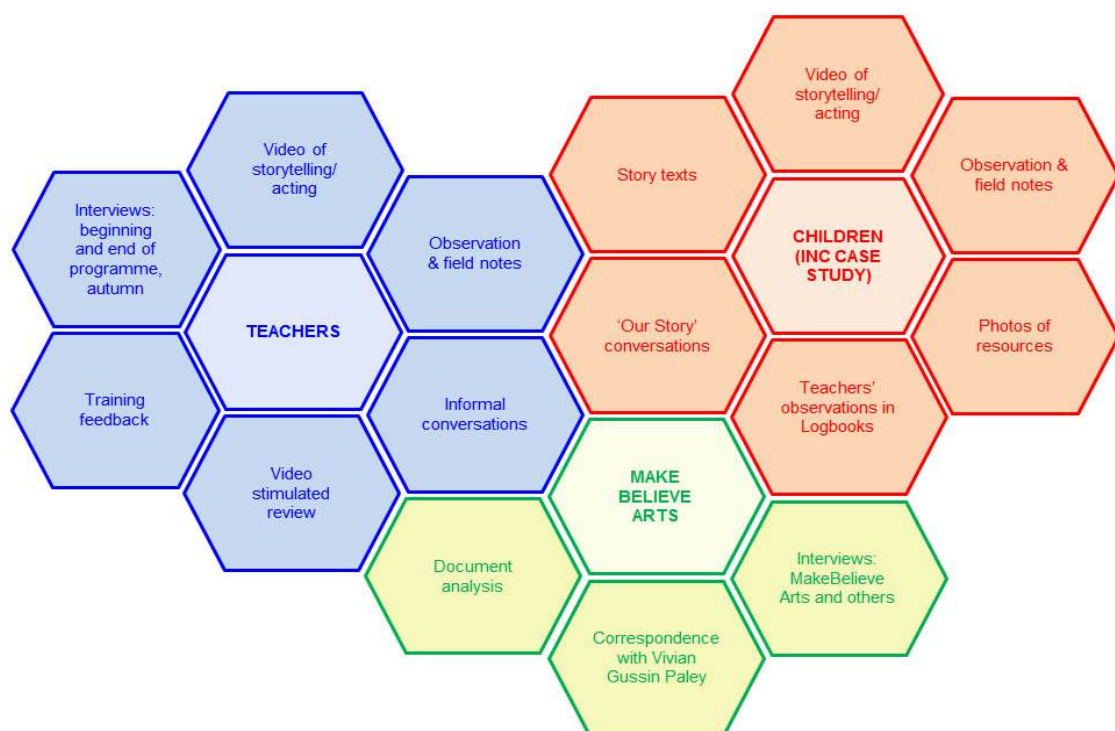 Video of
storytelling/
acting
Interviews:
beginning
and end of
programme,
autumn
Observation
& field notes
TEACHERS
Training
feedback
Informal
conversations
Video
stimulated
review
Video of
storytelling/
acting
Story texts
Observation &
field notes
CHILDREN
(INC CASE
STUDY)
‘Our Story’
conversations
Photos of
resources
Teachers’
observations in
Logbooks
MAKE
BELIEVE
ARTS
Document
analysis
Interviews:
MakeBelieve
Arts and others
Correspondence
with Vivian
Gussin Paley